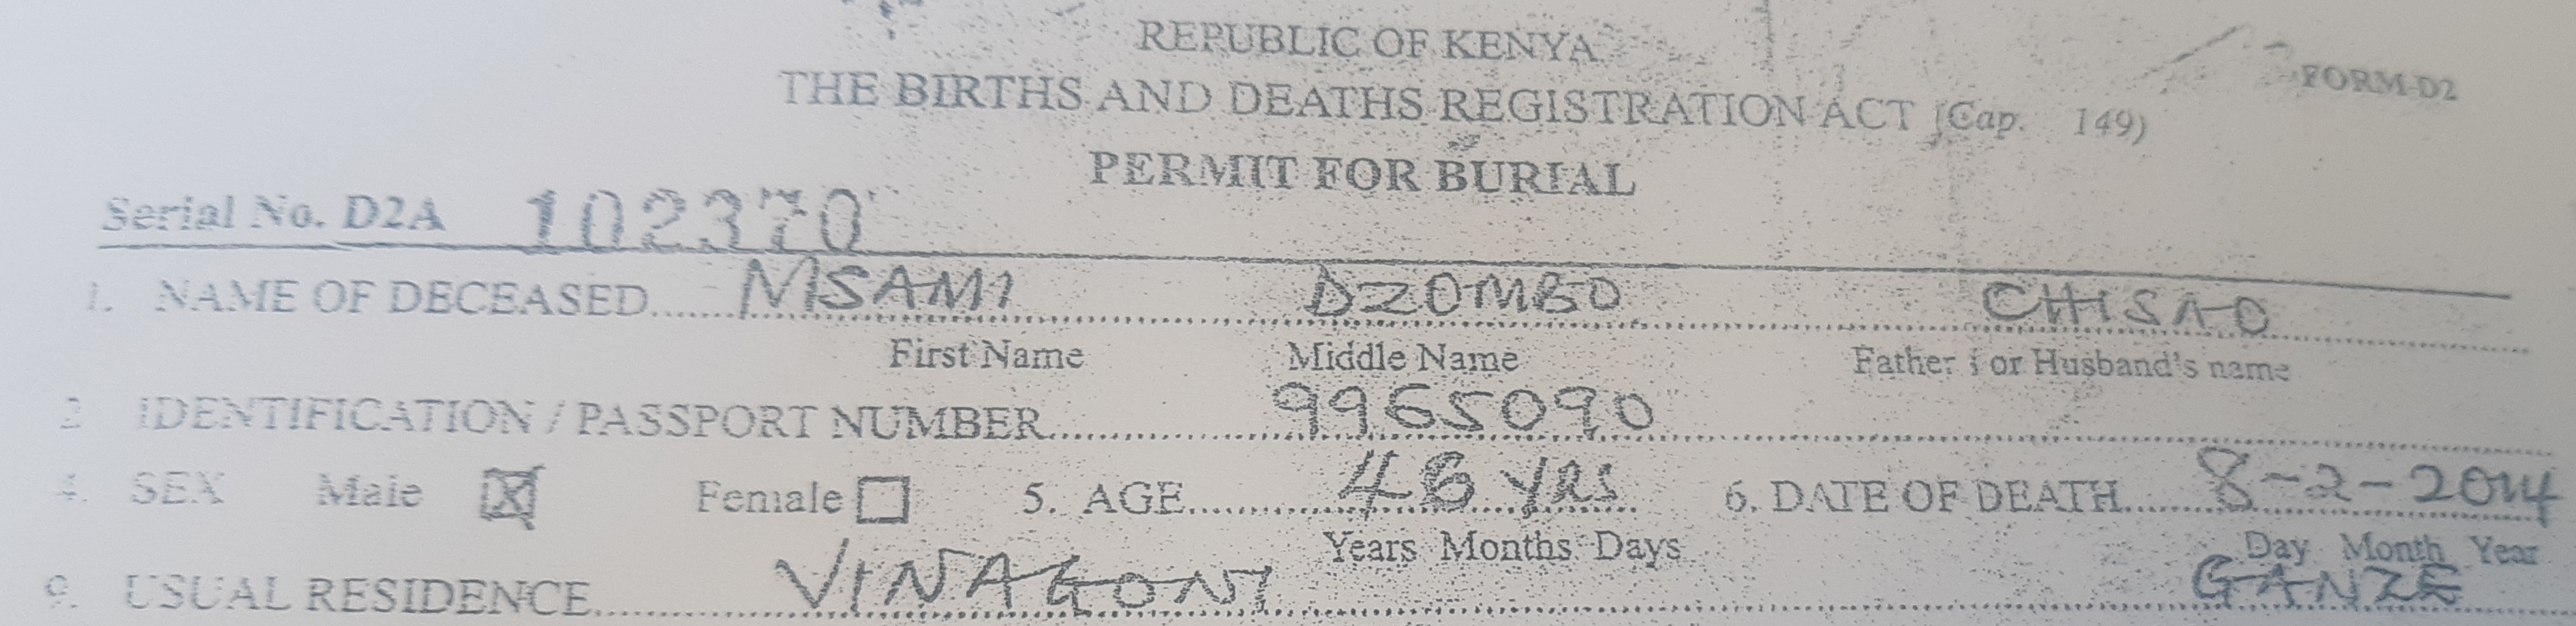 REPUBLIC OF KENYA
THE BIRTHS AND DEATHS REGISTRATION ACT (Cap. 149)
FORM-D2
PERMIT FOR BURIAL
Serial No. D2A 102370
1. NAME OF DECEASED MSAMI DZOMBO CHISAO
First Name Middle Name Father's or Husband's name
2 IDENTIFICATION / PASSPORT NUMBER 9965090
4. SEX Male ☒ Female ☐ 5. AGE 46 yrs 6. DATE OF DEATH 8-2-2014
Years Months Days Day Month Year
9. USUAL RESIDENCE VINAGONI GANZE